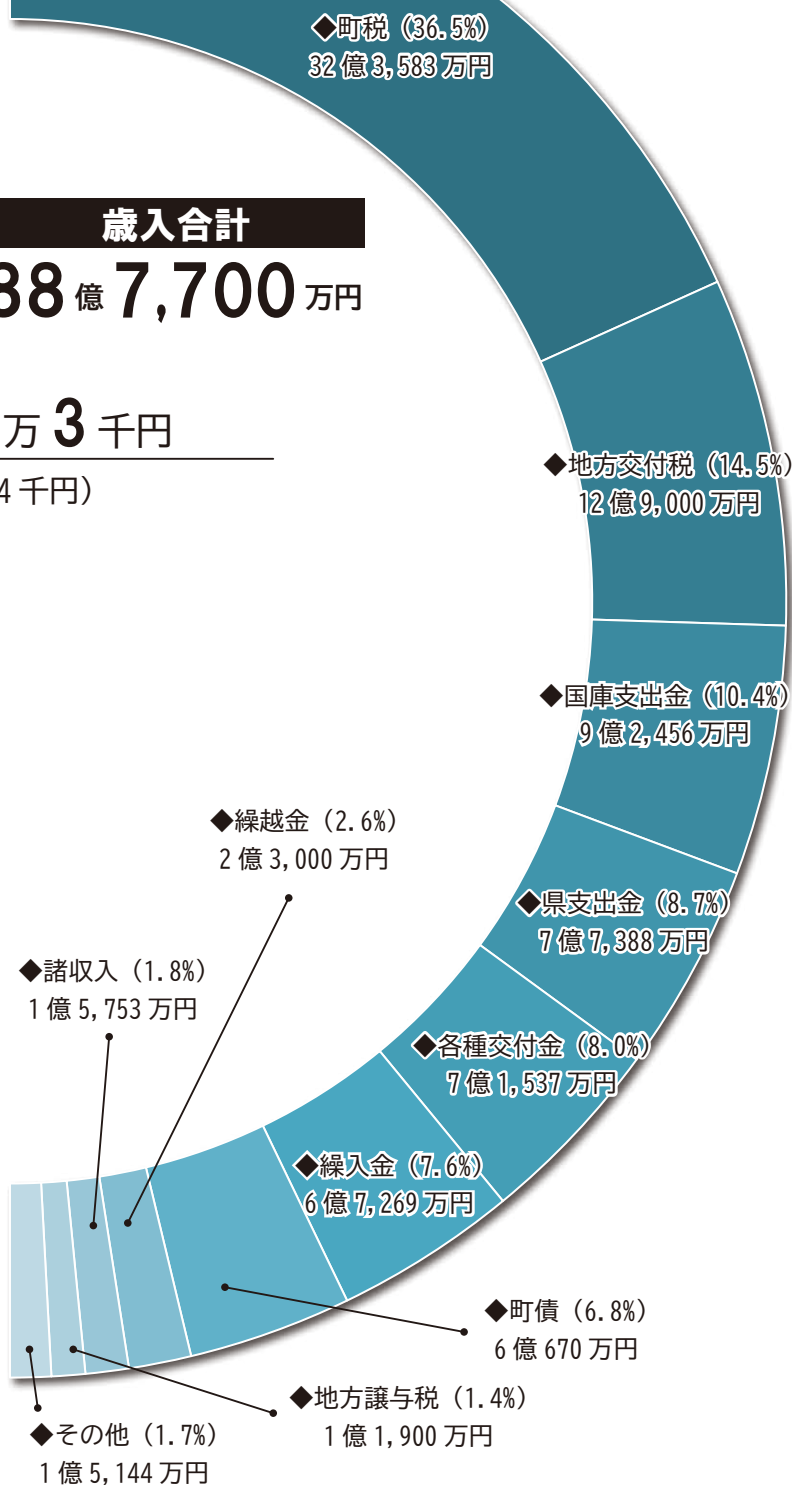 ◆町税（36.5%）
32億3,583万円
歳入合計
88億7,700万円
万3千円
4千円）
◆地方交付税（14.5%）
12億9,000万円
◆国庫支出金（10.4%）
9億2,456万円
◆繰越金（2.6%）
2億3,000万円
◆県支出金（8.7%）
7億7,388万円
◆諸収入（1.8%）
1億5,753万円
◆各種交付金（8.0%）
7億1,537万円
◆繰入金（7.6%）
6億7,269万円
◆町債（6.8%）
6億670万円
◆地方譲与税（1.4%）
1億1,900万円
◆その他（1.7%）
1億5,144万円